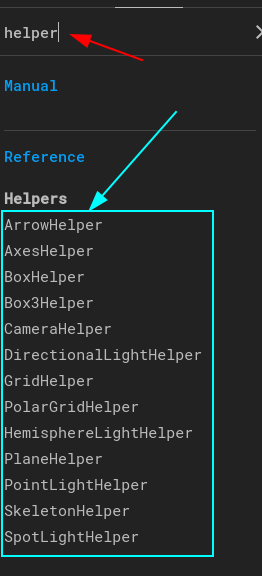 helper
Manual
Reference
Helpers
ArrowHelper
AxesHelper
BoxHelper
Box3Helper
CameraHelper
DirectionalLightHelper
GridHelper
PolarGridHelper
HemisphereLightHelper
PlaneHelper
PointLightHelper
SkeletonHelper
SpotLightHelper